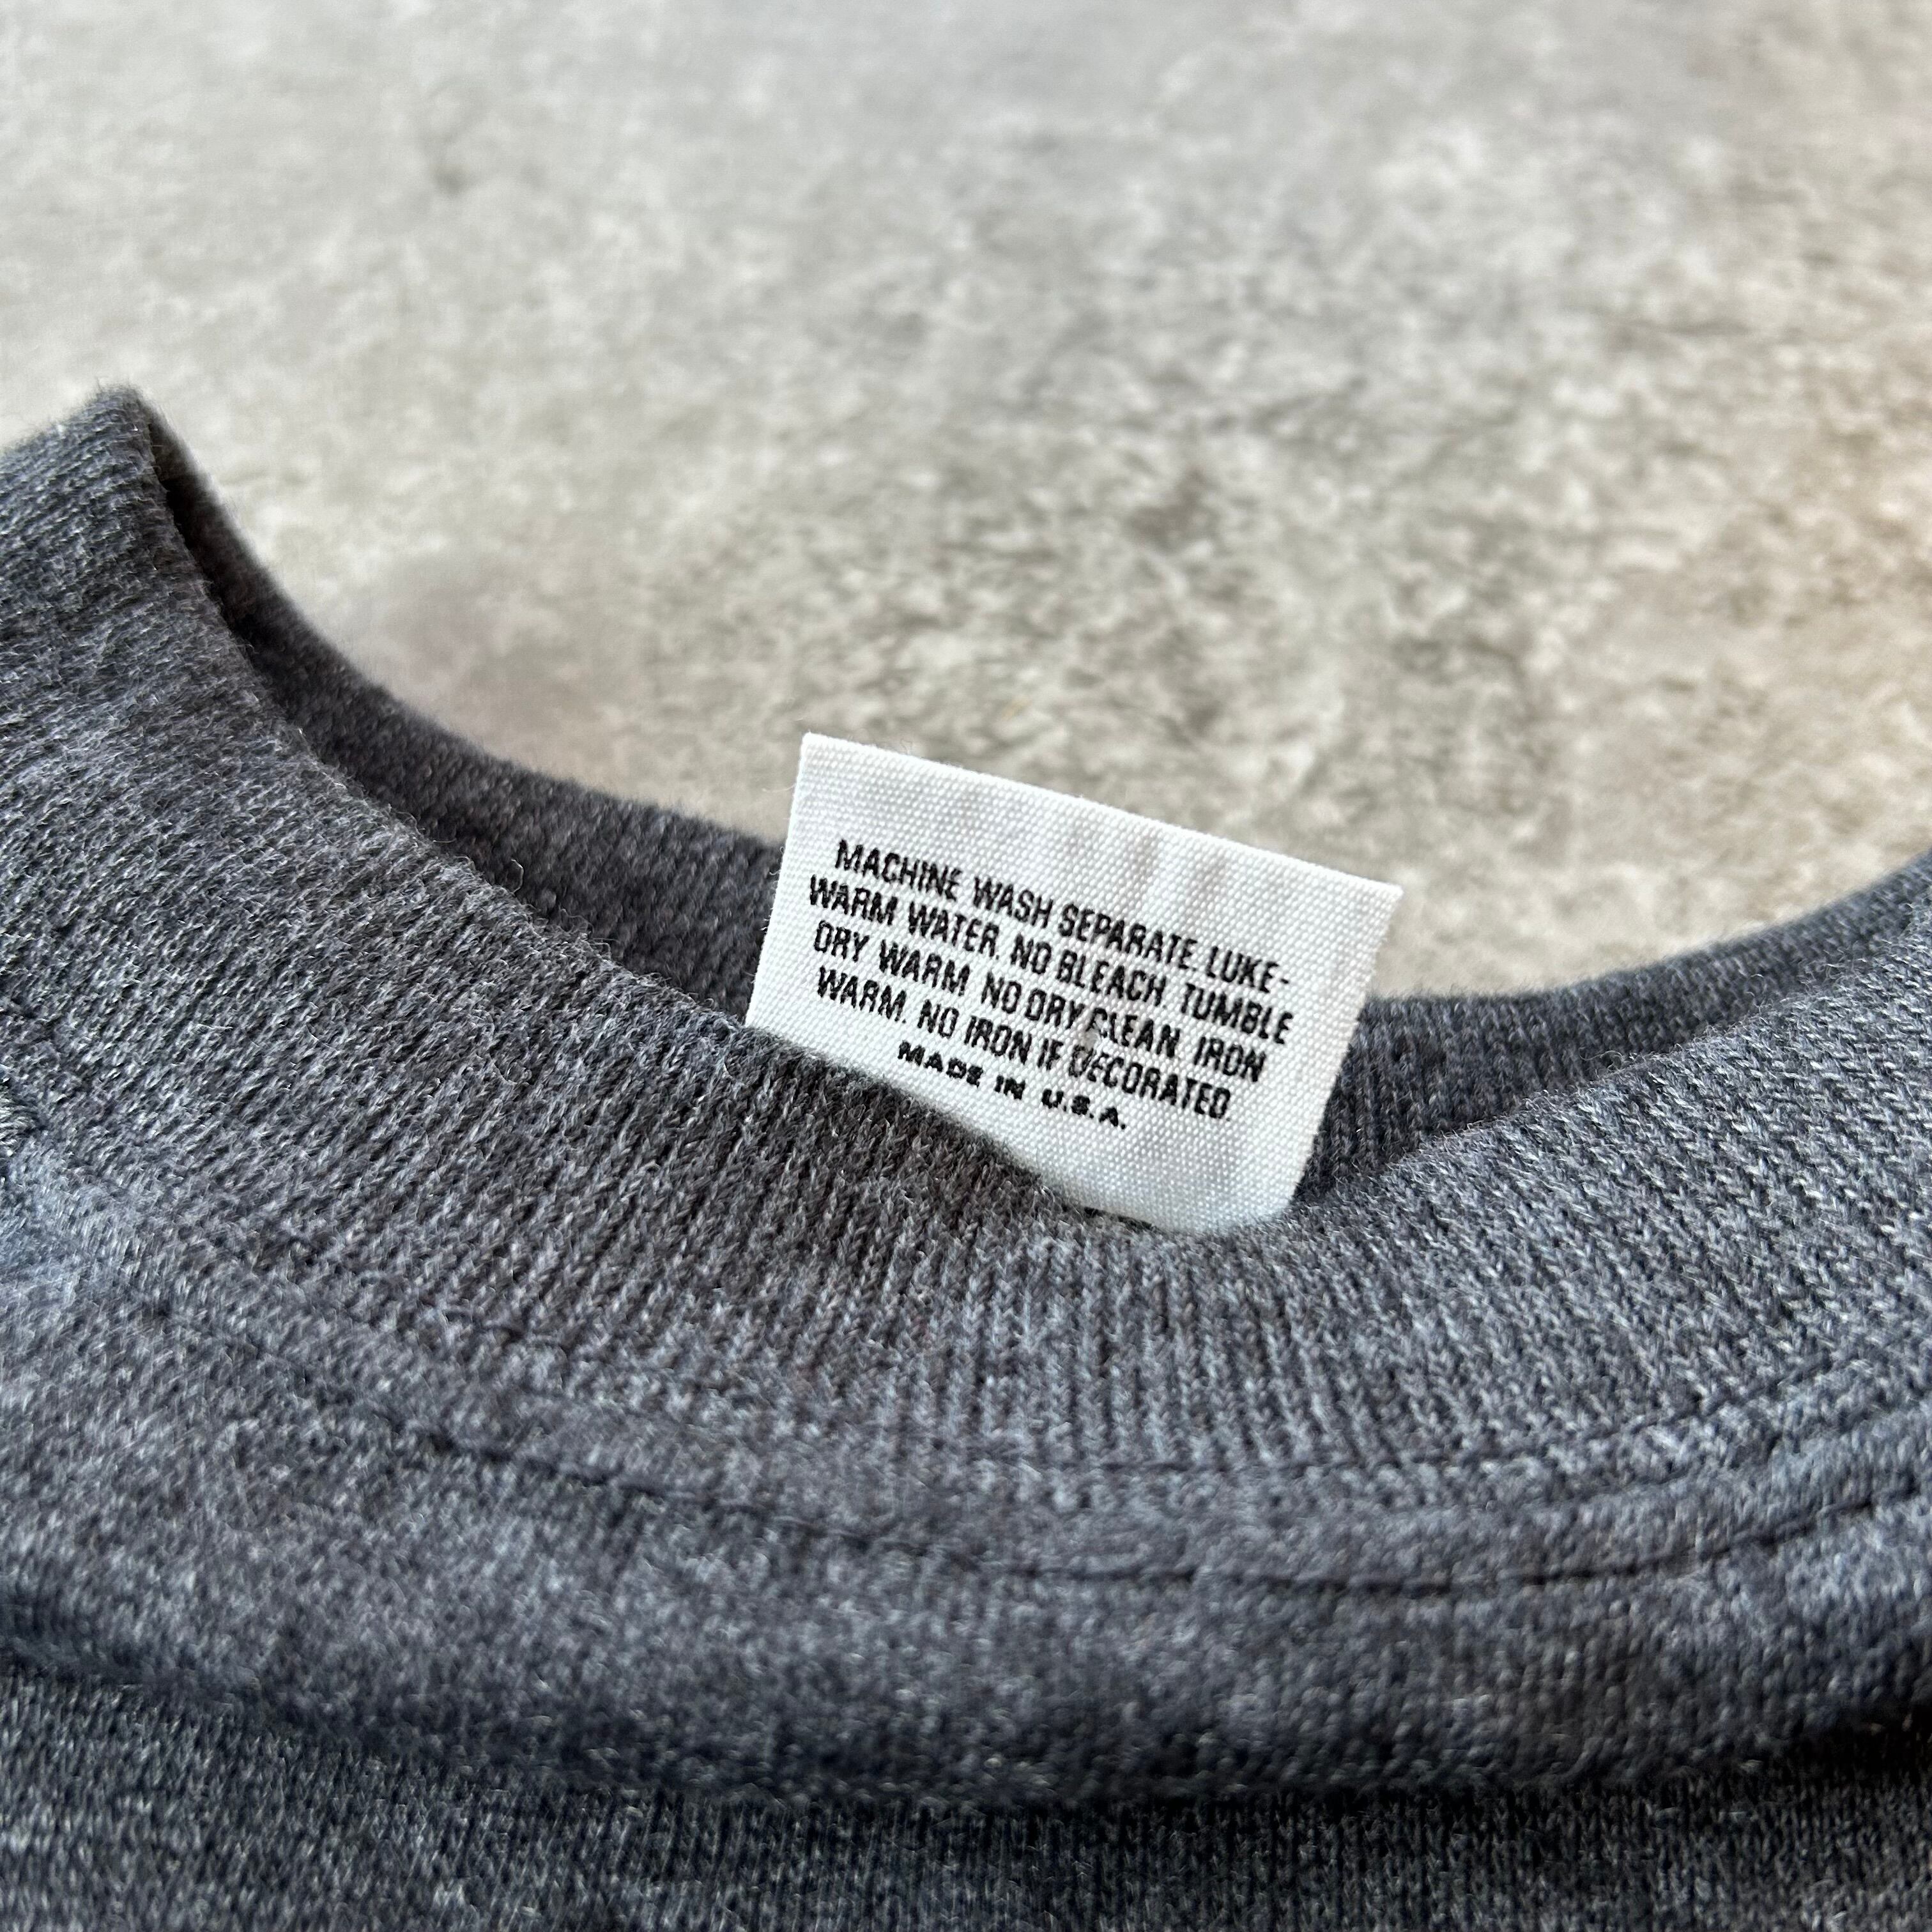 MACHINE WASH SEPARATE. LUKE-
WARM WATER. NO BLEACH TUMBLE
DRY WARM NO DRY CLEAN. IRON
WARM. NO IRON IF DECORATED.
MADE IN U.S.A.